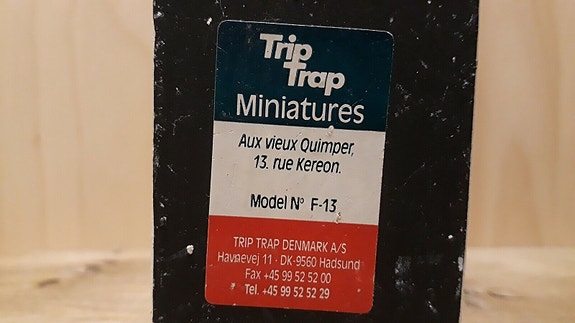 Trip
Trap
Miniatures
Aux vieux Quimper,
13. rue Kereon.
Model Nº F-13
TRIP TRAP DENMARK A/S
Havnevej 11 · DK-9560 Hadsund
Fax +45 99 52 52 00
Tel. +45 99 52 52 29